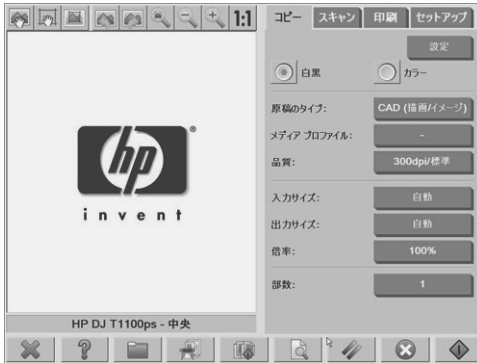 1:1
コピー スキャン 印刷 セットアップ
設定
白黒 カラー
原稿のタイプ: CAD (描画/イメージ)
メディア プロファイル: -
品質: 300dpi/標準
入力サイズ: 自動
出力サイズ: 自動
倍率: 100%
部数: 1
hp
invent
HP DJ T1100ps - 中央